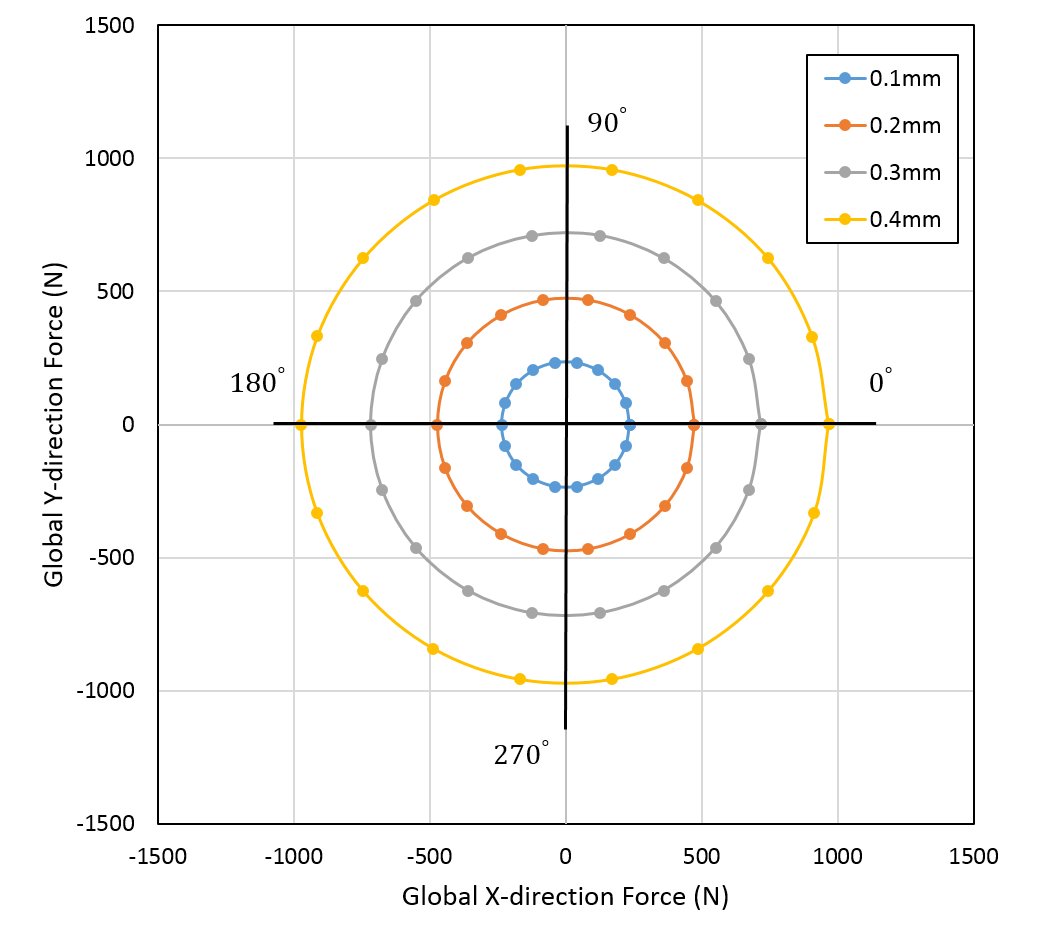 1500
0.1mm
0.2mm
0.3mm
0.4mm
90°
1000
500
180°
0°
0
-500
-1000
270°
-1500
-1500 -1000 -500 0 500 1000 1500
Global X-direction Force (N)
Global Y-direction Force (N)